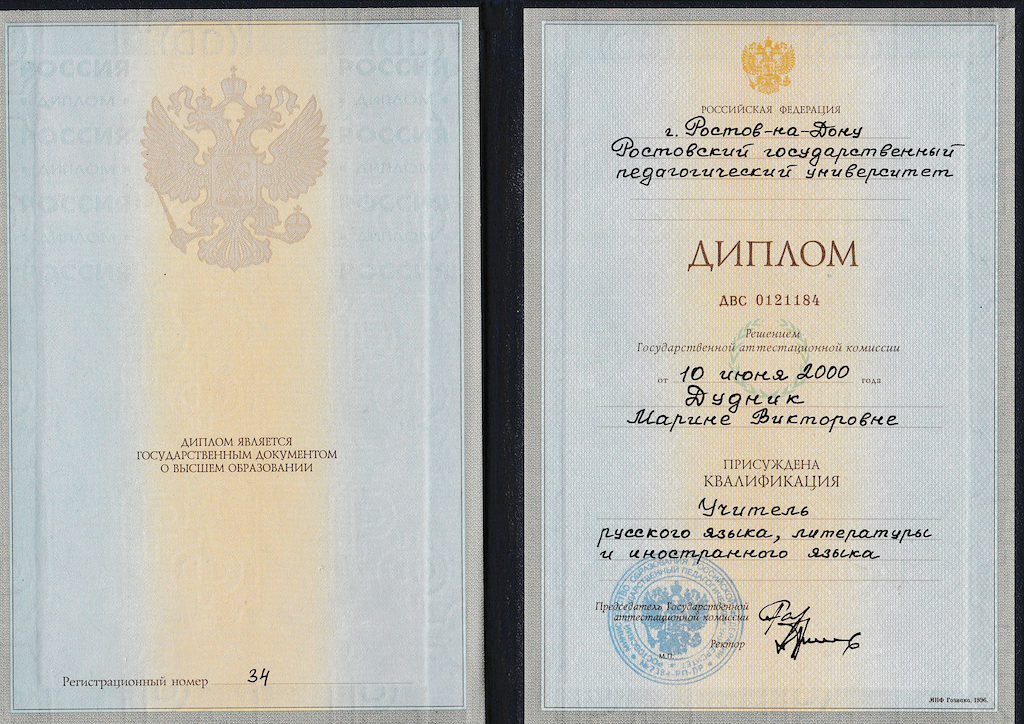 РОССИЯ
РОССИЯ
ДИПЛОМ
ДИПЛОМ
РОССИЯ
РОССИЯ
ДИПЛОМ
ДИПЛОМ
РОССИЯ
РОССИЯ
ДИПЛОМ
ДИПЛОМ
РОССИЯ
РОССИЯ
ДИПЛОМ ЯВЛЯЕТСЯ
ГОСУДАРСТВЕННЫМ ДОКУМЕНТОМ
О ВЫСШЕМ ОБРАЗОВАНИИ
Регистрационный номер 34
РОССИЙСКАЯ ФЕДЕРАЦИЯ
г. Ростов-на-Дону
Ростовский государственный
педагогический университет
ДИПЛОМ
ДВС 0121184
Решением
Государственной аттестационной комиссии
от 10 июня 2000 года
Дудник
Марине Викторовне
ПРИСУЖДЕНА
КВАЛИФИКАЦИЯ
Учитель
русского языка, литературы
и иностранного языка
Председатель Государственной
аттестационной комиссии
Ректор
М.П.
МПФ Гознака. 1996.